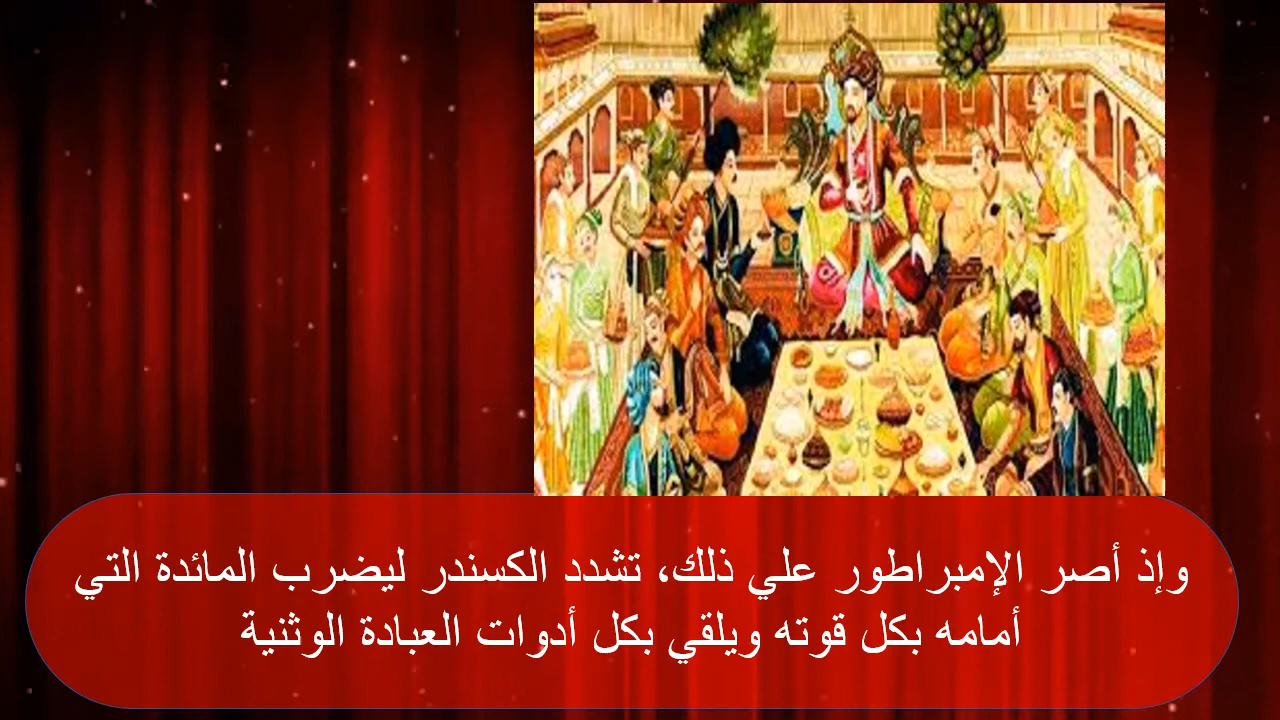 وإذ أصر الإمبراطور علي ذلك، تشدد الكسندر ليضرب المائدة التي
أمامه بكل قوته ويلقي بكل أدوات العبادة الوثنية